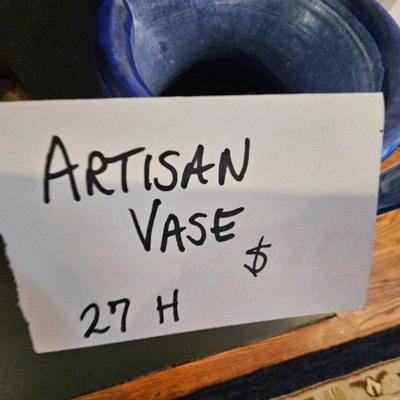 ARTISAN
VASE
$
27 H